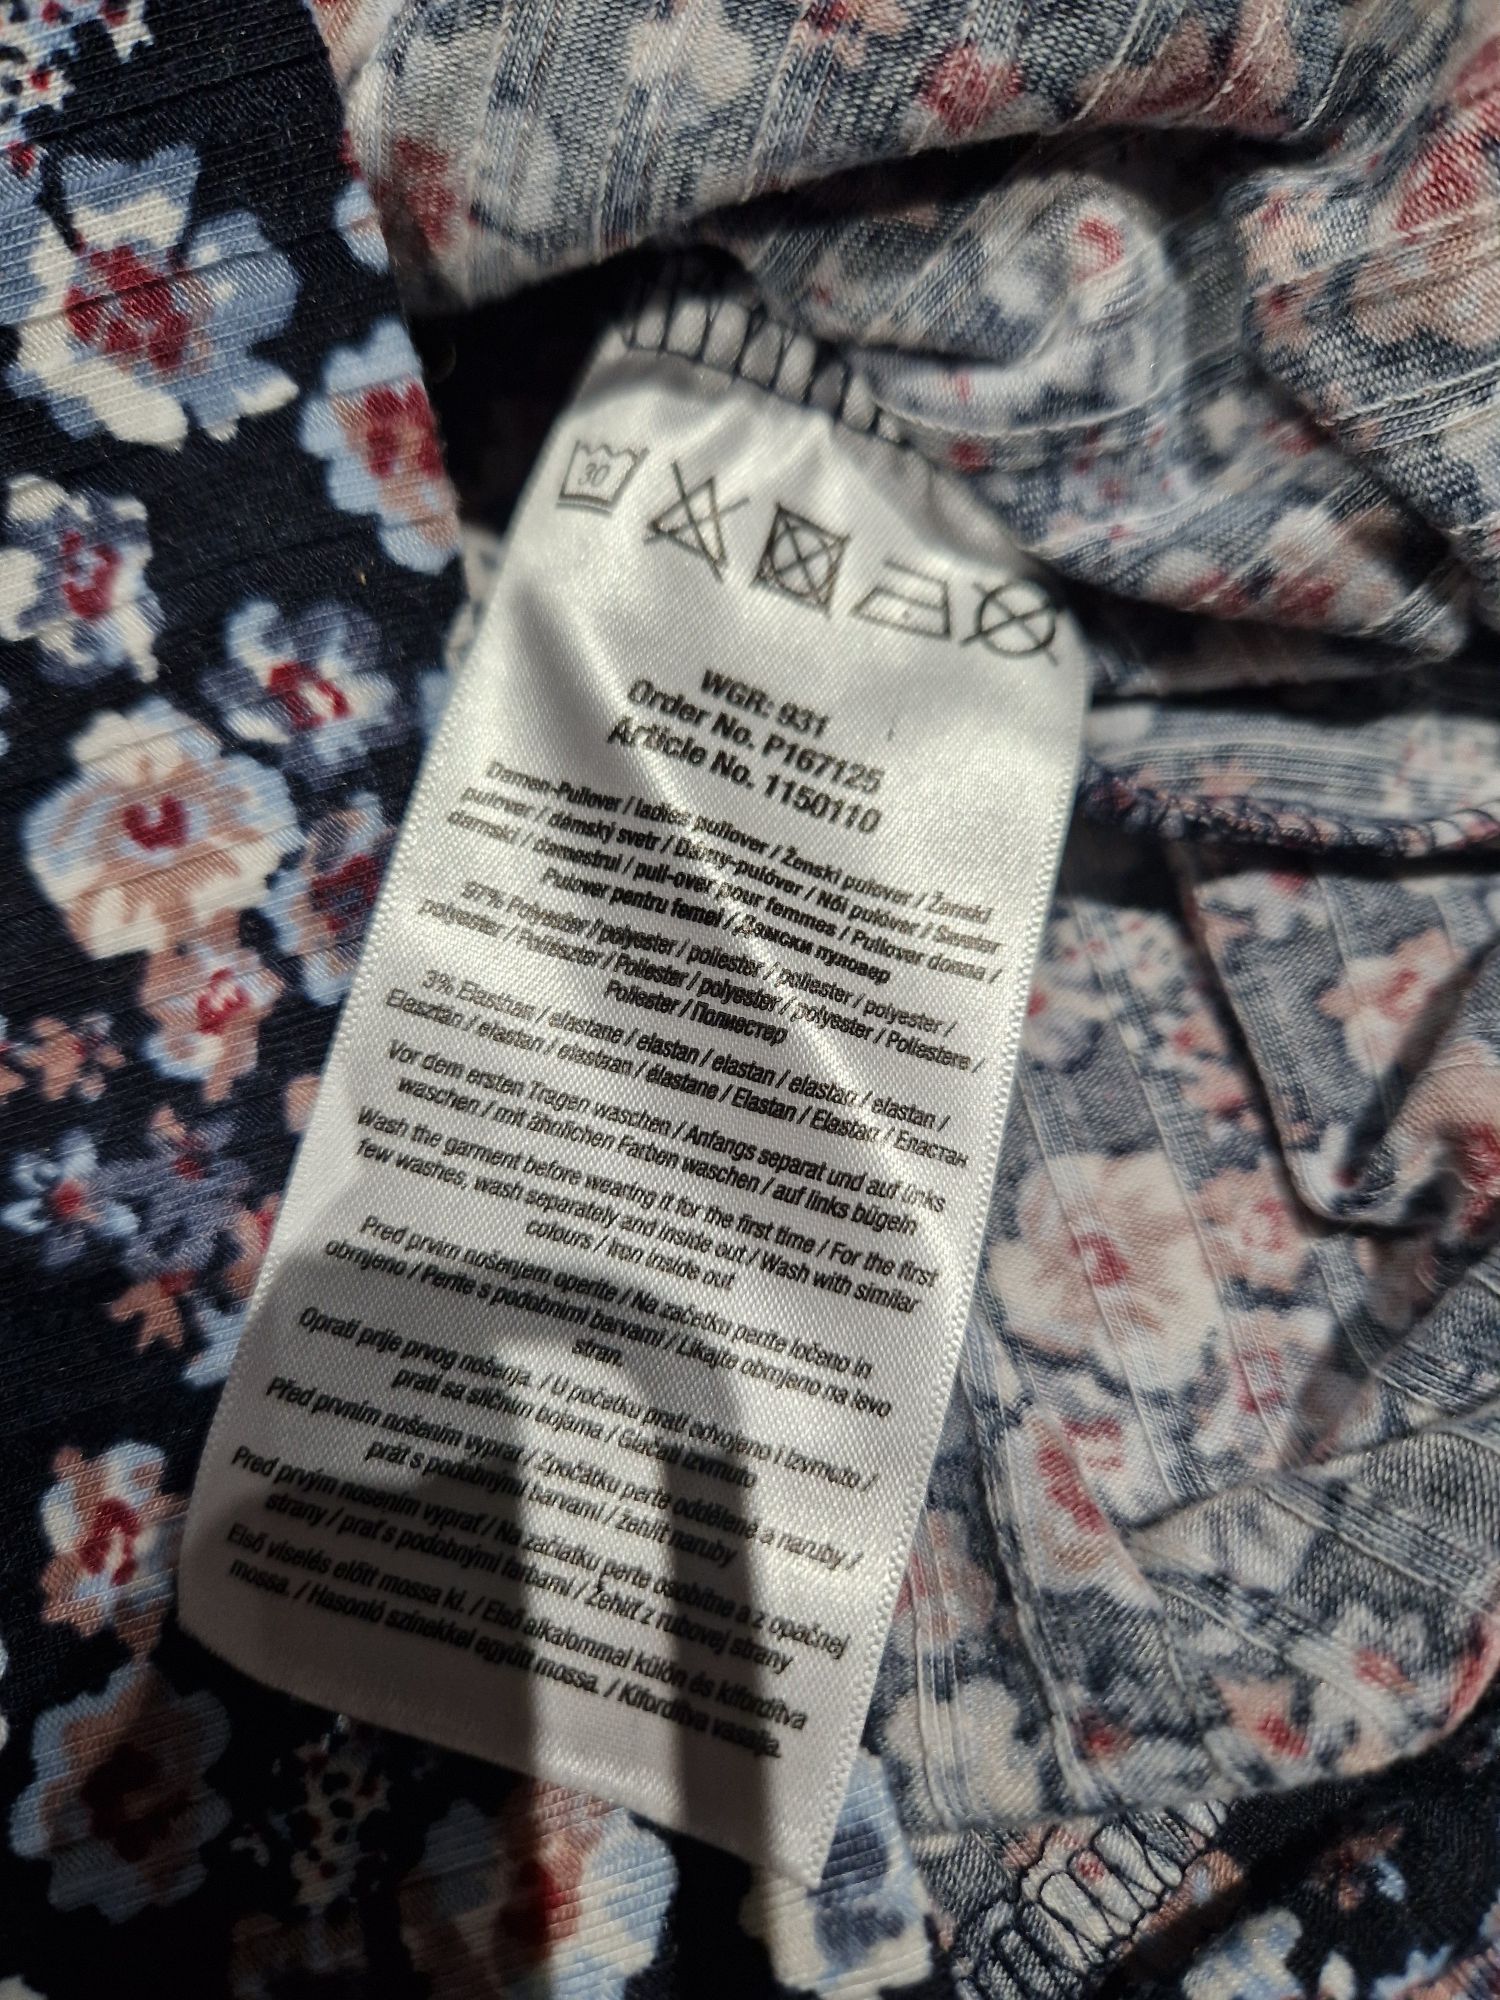 30
WGR: 931
Order No. P167125
Article No. 1150110
Damen-Pullover / ladies pullover / Ženski pulover / Ženski
pulover / dámský svetr / Dámy-pulóver / Női pulóver / Sweter
damski / damestrui / pull-over pour femmes / Pullover donna /
Pulover pentru femei / Дамски пуловер
97% Polyester / polyester / poliester / poliester / polyester /
polyester / Poliészter / Poliester / polyester / polyester / Poliestere /
Poliester / Полиестер
3% Elasthan / elastane / elastan / elastan / elastan / elastan /
Elasztán / elastan / elastaan / élastane / Elastan / Elastan / Еластан
Vor dem ersten Tragen waschen / Anfangs separat und auf links
waschen / mit ähnlichen Farben waschen / auf links bügeln
Wash the garment before wearing it for the first time / For the first
few washes, wash separately and inside out / Wash with similar
colours / Iron inside out
Pred prvim nošenjem operite / Na začetku perite ločeno in
obrnjeno / Perite s podobnimi barvami / Likajte obrnjeno na levo
stran.
Oprati prije prvog nošenja. / U početku prati odvojeno i izvrnuto /
prati sa sličnim bojama / Glačati izvrnuto
Před prvním nošením vyprat / Zpočátku perte odděleně a naruby /
prát s podobnými barvami / žehlit naruby
Pred prvým nosením vyprať / Na začiatku perte osobitne a z opačnej
strany / prať s podobnými farbami / Žehliť z rubovej strany
Első viselés előtt mossa ki. / Első alkalommal külön és kifordítva
mossa. / Hasonló színekkel együtt mossa. / Kifordítva vasalja.